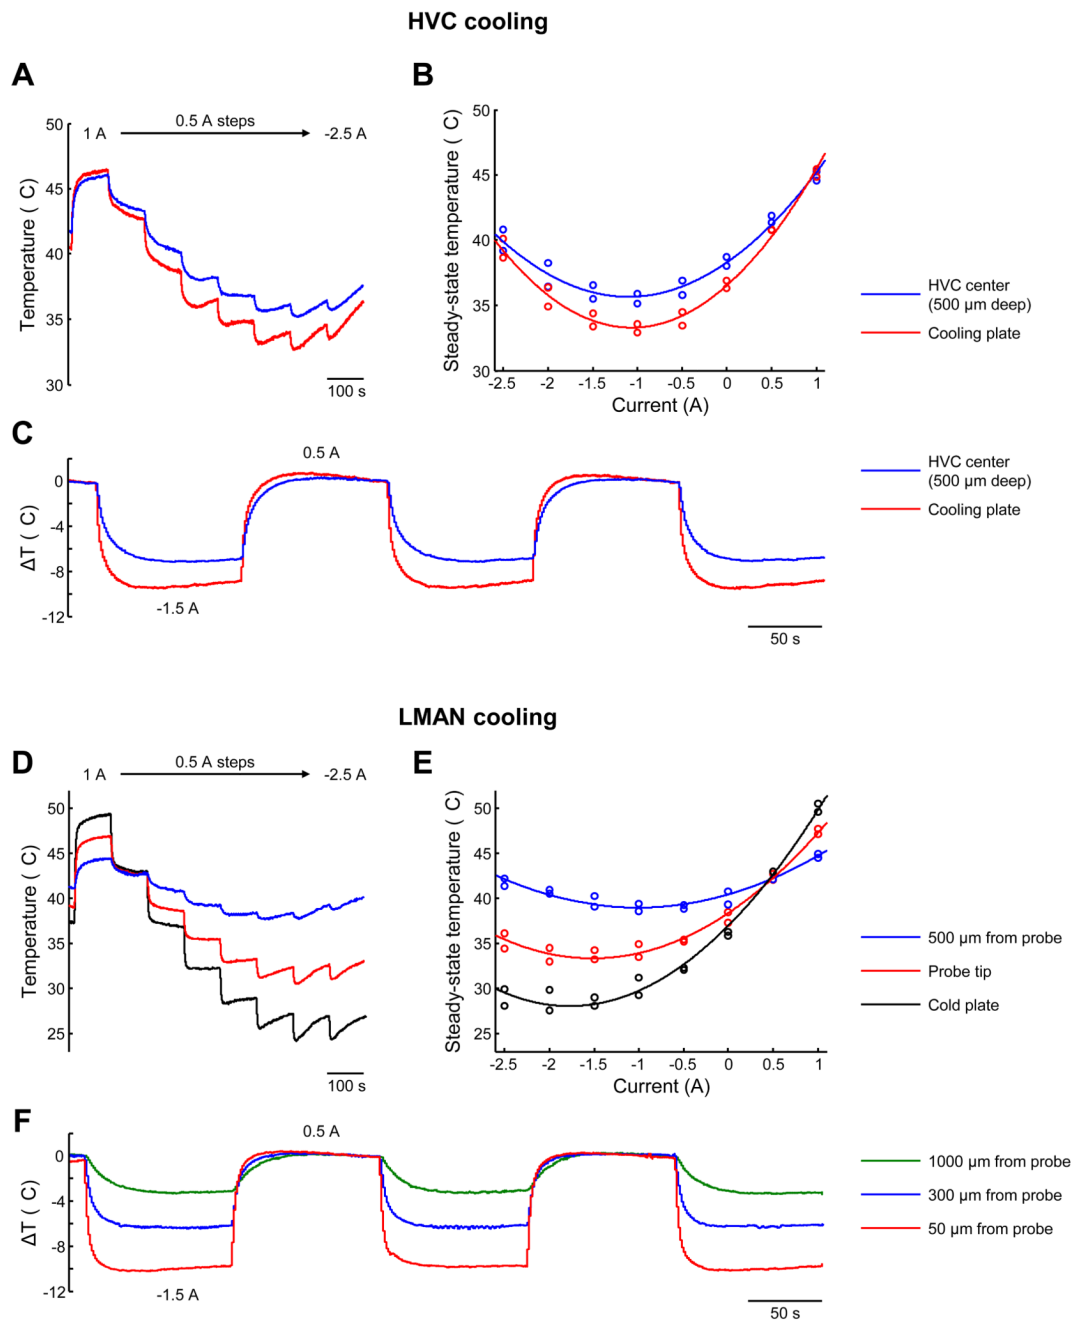 HVC cooling
A
B
0.5 A steps
1 A
-2.5 A
50
45
40
35
30
Temperature ( C)
100 s
50
45
40
35
30
Steady-state temperature ( C)
-2.5 -2 -1.5 -1 -0.5 0 0.5 1
Current (A)
HVC center
(500 µm deep)
Cooling plate
C
0.5 A
0
-4
-8
-12
ΔT ( C)
-1.5 A
50 s
HVC center
(500 µm deep)
Cooling plate
LMAN cooling
D
E
0.5 A steps
1 A
-2.5 A
50
45
40
35
30
25
Temperature ( C)
100 s
50
45
40
35
30
25
Steady-state temperature ( C)
-2.5 -2 -1.5 -1 -0.5 0 0.5 1
Current (A)
500 µm from probe
Probe tip
Cold plate
F
0.5 A
0
-4
-8
-12
ΔT ( C)
-1.5 A
50 s
1000 µm from probe
300 µm from probe
50 µm from probe